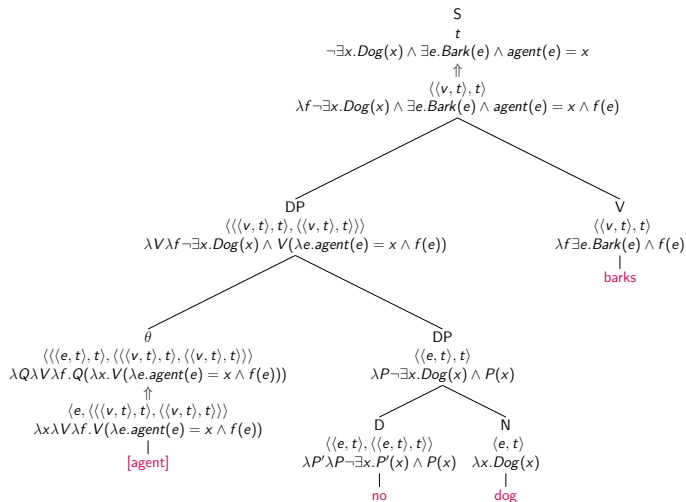 S
t
¬∃x.Dog(x) ∧ ∃e.Bark(e) ∧ agent(e) = x
⇑
⟨⟨v, t⟩, t⟩
λf¬∃x.Dog(x) ∧ ∃e.Bark(e) ∧ agent(e) = x ∧ f(e)
DP
⟨⟨⟨v, t⟩, t⟩, ⟨⟨v, t⟩, t⟩⟩⟩
λVλf¬∃x.Dog(x) ∧ V(λe.agent(e) = x ∧ f(e))
V
⟨⟨v, t⟩, t⟩
λf∃e.Bark(e) ∧ f(e)
barks
θ
⟨⟨⟨e, t⟩, t⟩, ⟨⟨⟨v, t⟩, t⟩, ⟨⟨v, t⟩, t⟩⟩⟩
λQλVλf.Q(λx.V(λe.agent(e) = x ∧ f(e)))
⇑
⟨e, ⟨⟨⟨v, t⟩, t⟩, ⟨⟨v, t⟩, t⟩⟩⟩
λxλVλf.V(λe.agent(e) = x ∧ f(e))
[agent]
DP
⟨⟨e, t⟩, t⟩
λP¬∃x.Dog(x) ∧ P(x)
D
⟨⟨e, t⟩, ⟨⟨e, t⟩, t⟩⟩
λP′λP¬∃x.P′(x) ∧ P(x)
no
N
⟨e, t⟩
λx.Dog(x)
dog